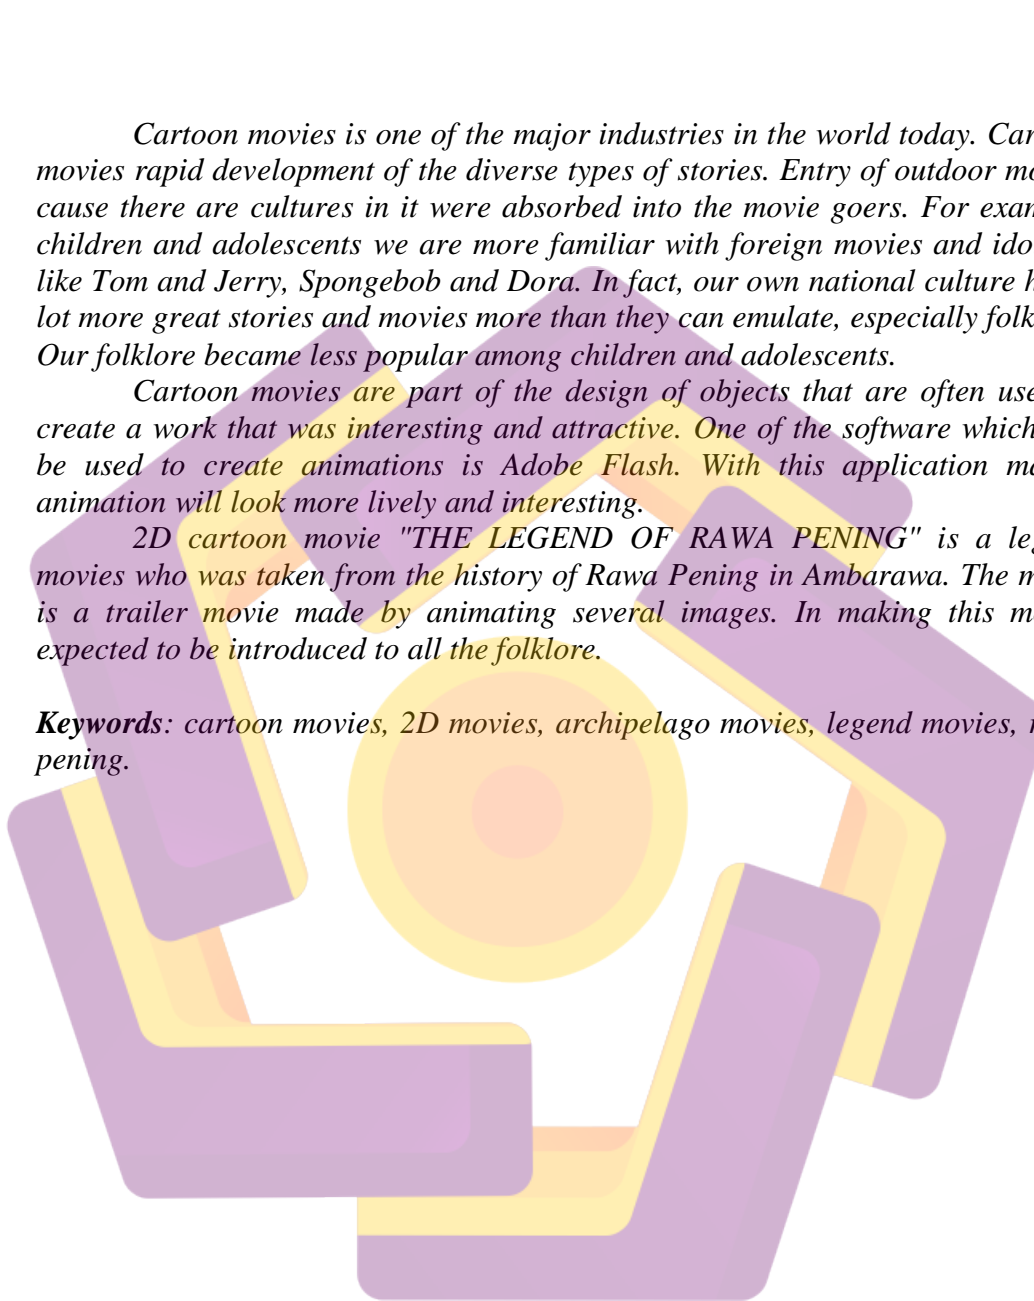 Cartoon movies is one of the major industries in the world today. Car
movies rapid development of the diverse types of stories. Entry of outdoor mo
cause there are cultures in it were absorbed into the movie goers. For exam
children and adolescents we are more familiar with foreign movies and ido
like Tom and Jerry, Spongebob and Dora. In fact, our own national culture h
lot more great stories and movies more than they can emulate, especially folk
Our folklore became less popular among children and adolescents.
Cartoon movies are part of the design of objects that are often use
create a work that was interesting and attractive. One of the software which
be used to create animations is Adobe Flash. With this application ma
animation will look more lively and interesting.
2D cartoon movie "THE LEGEND OF RAWA PENING" is a leg
movies who was taken from the history of Rawa Pening in Ambarawa. The m
is a trailer movie made by animating several images. In making this mo
expected to be introduced to all the folklore.
Keywords: cartoon movies, 2D movies, archipelago movies, legend movies, r
pening.